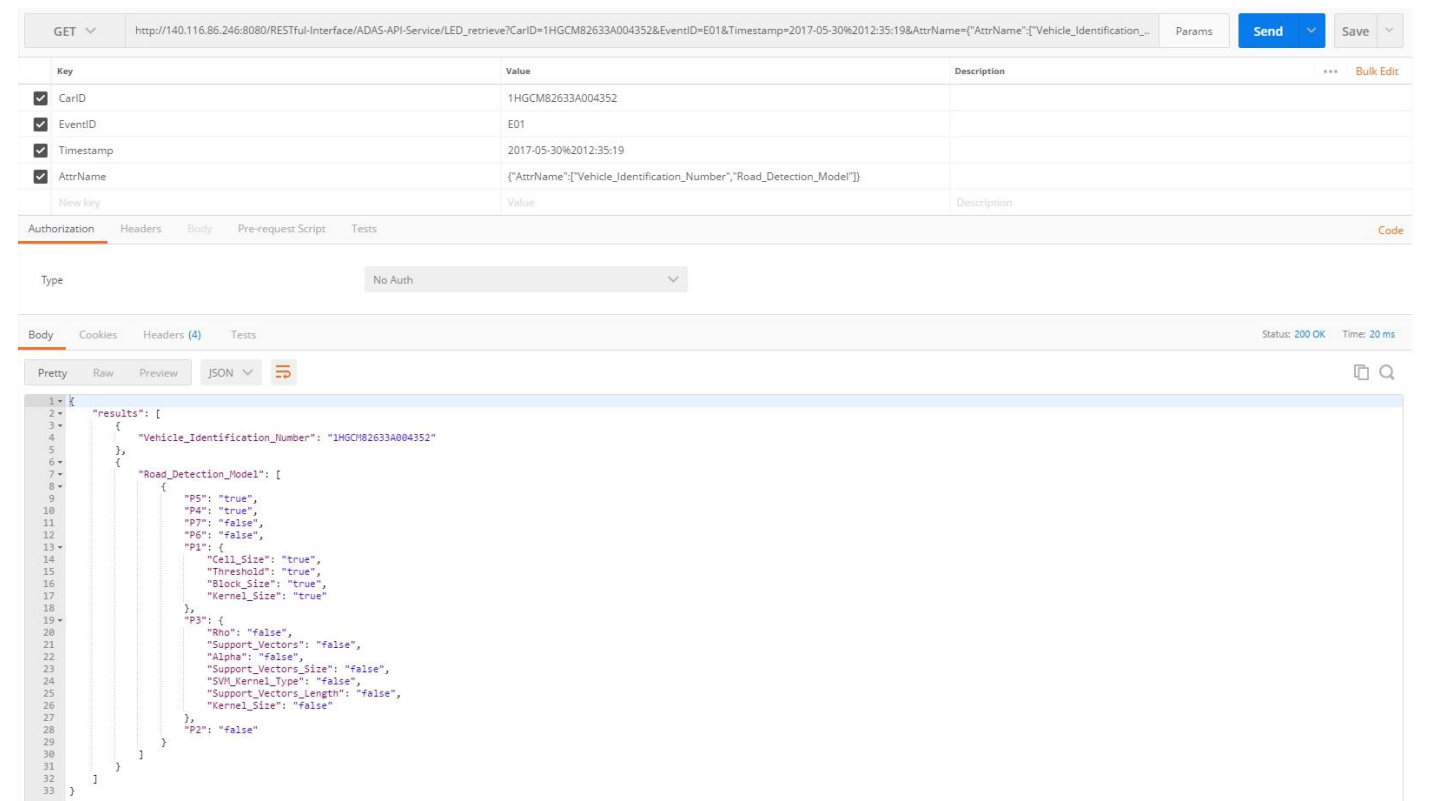 GET http://140.116.86.246:8080/RESTful-Interface/ADAS-API-Service/LED_retrieve?CarID=1HGCM82633A004352&EventID=E01&Timestamp=2017-05-30%2012:35:19&AttrName={"AttrName":["Vehicle_Identification_.. Params Send Save
Key Value Description ••• Bulk Edit
CarID 1HGCM82633A004352
EventID E01
Timestamp 2017-05-30%2012:35:19
AttrName {"AttrName":["Vehicle_Identification_Number","Road_Detection_Model"]}
New key Value Description
Authorization Headers Body Pre-request Script Tests Code
Type No Auth
Body Cookies Headers (4) Tests Status: 200 OK Time: 20 ms
Pretty Raw Preview JSON
1 {
2 "results": [
3 {
4 "Vehicle_Identification_Number": "1HGCM82633A004352"
5 },
6 {
7 "Road_Detection_Model": [
8 {
9 "P5": "true",
10 "P4": "true",
11 "P7": "false",
12 "P6": "false",
13 "P1": {
14 "Cell_Size": "true",
15 "Threshold": "true",
16 "Block_Size": "true",
17 "Kernel_Size": "true"
18 },
19 "P3": {
20 "Rho": "false",
21 "Support_Vectors": "false",
22 "Alpha": "false",
23 "Support_Vectors_Size": "false",
24 "SVM_Kernel_Type": "false",
25 "Support_Vectors_Length": "false",
26 "Kernel_Size": "false"
27 },
28 "P2": "false"
29 }
30 ]
31 }
32 ]
33 }